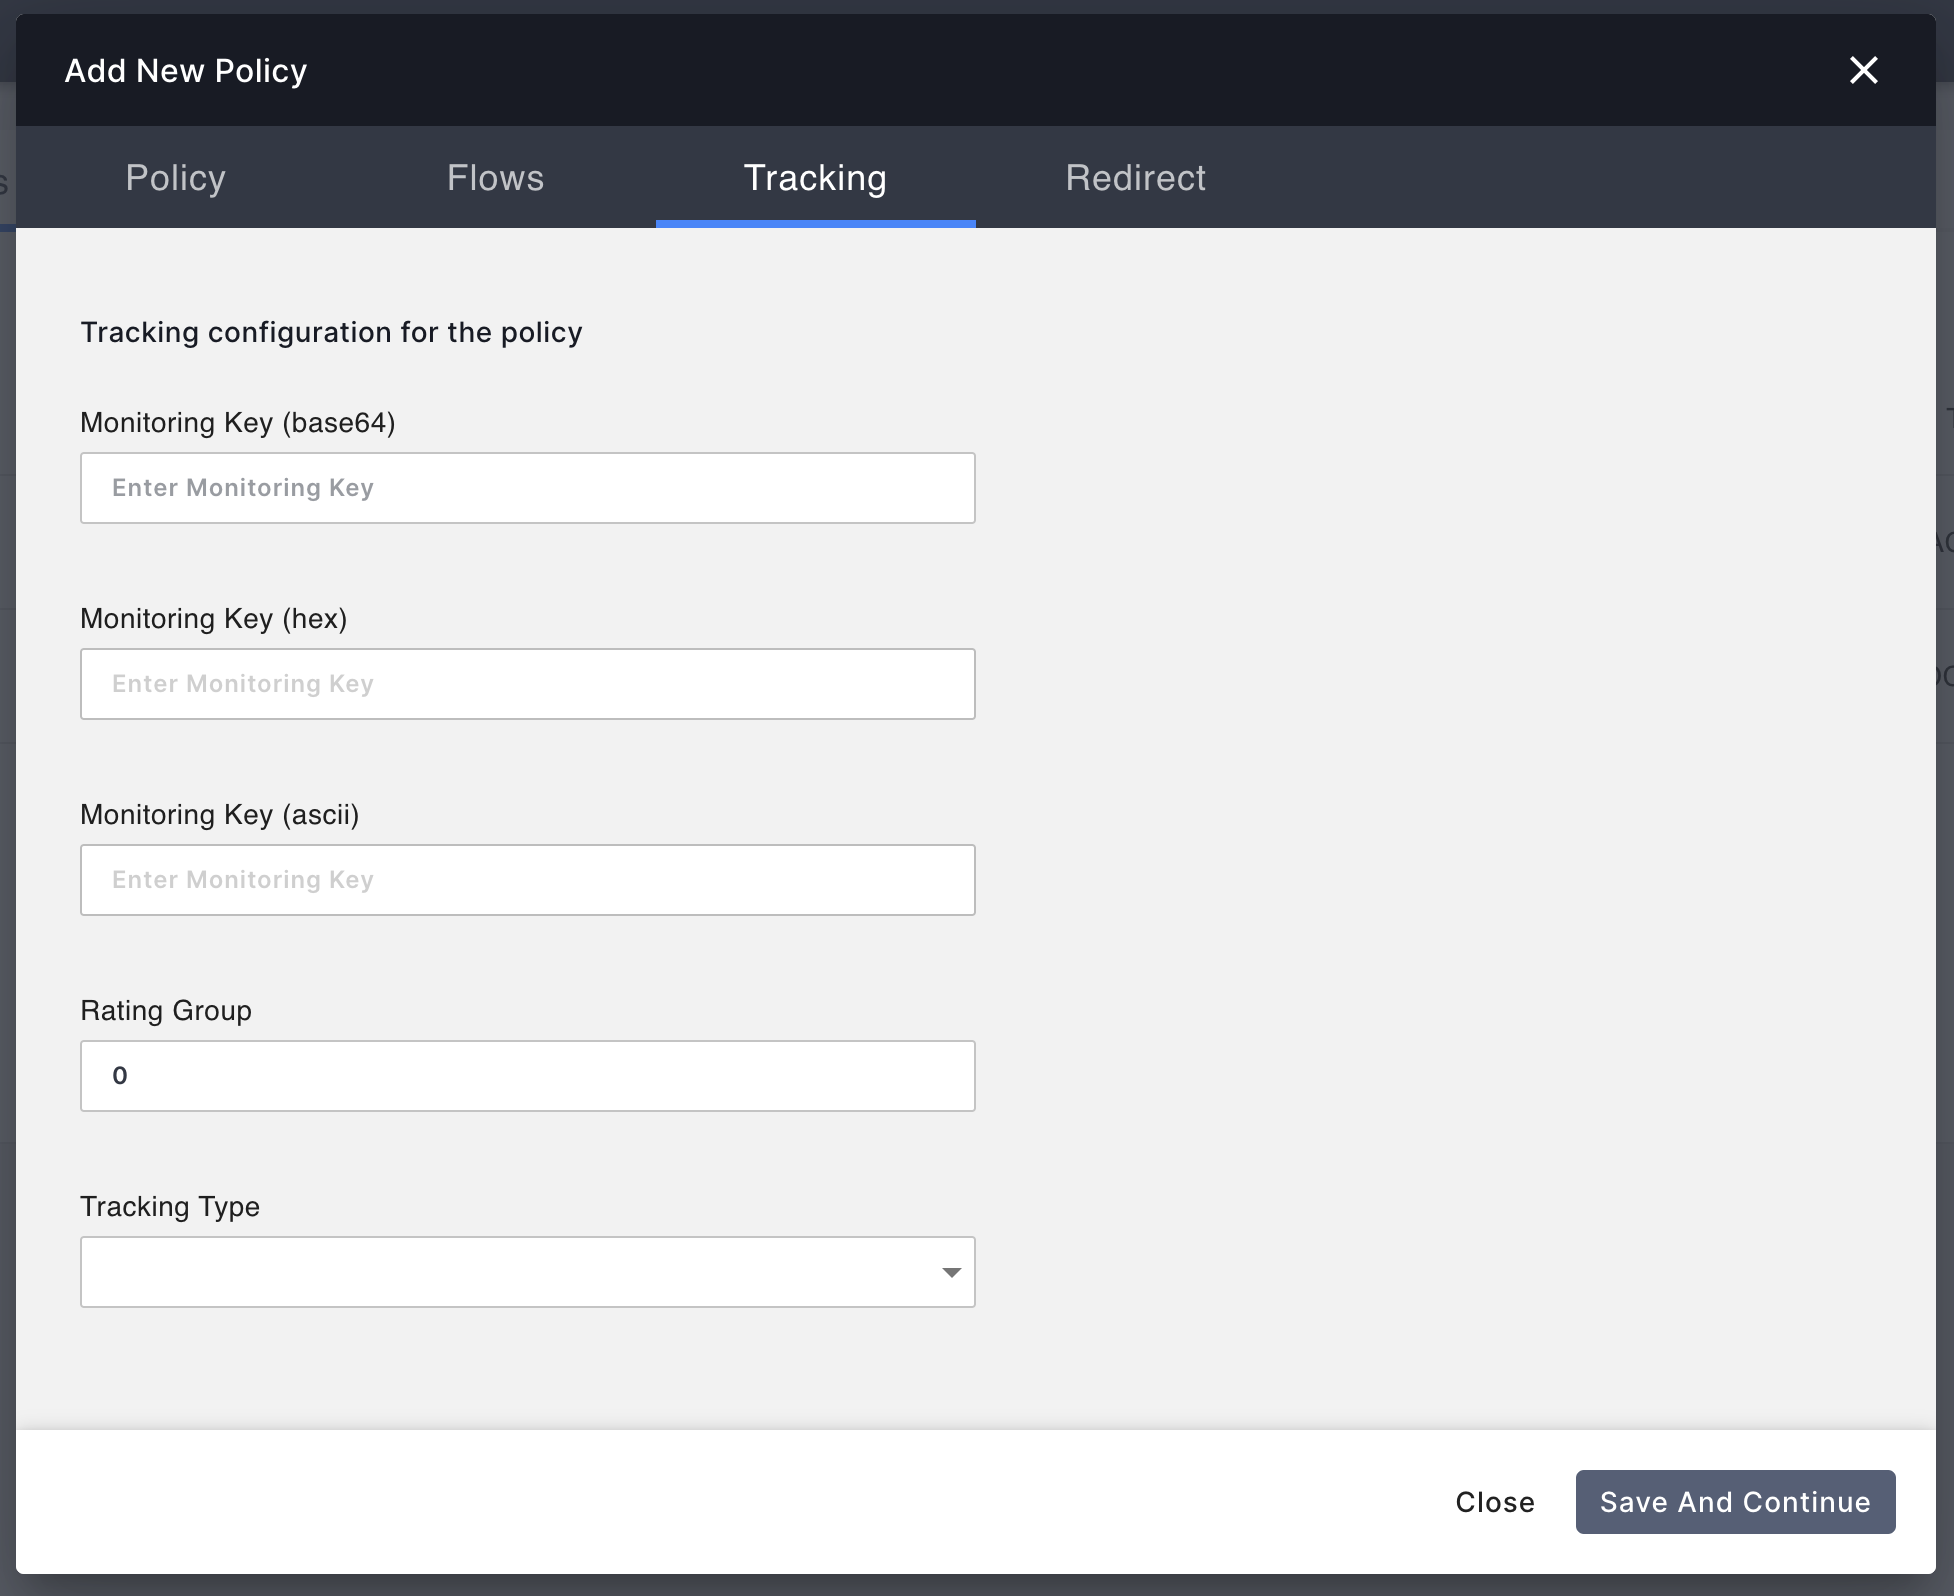 Add New Policy
Policy Flows Tracking Redirect
Tracking configuration for the policy
Monitoring Key (base64)
Enter Monitoring Key
Monitoring Key (hex)
Enter Monitoring Key
Monitoring Key (ascii)
Enter Monitoring Key
Rating Group
0
Tracking Type
Close Save And Continue